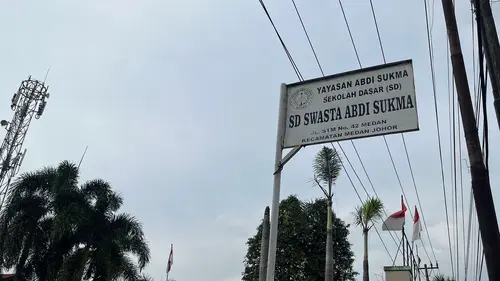 YAYASAN ABDI SUKMA
SEKOLAH DASAR (SD)
SD SWASTA ABDI SUKMA
JL. STM No. 42 MEDAN
KECAMATAN MEDAN JOHOR